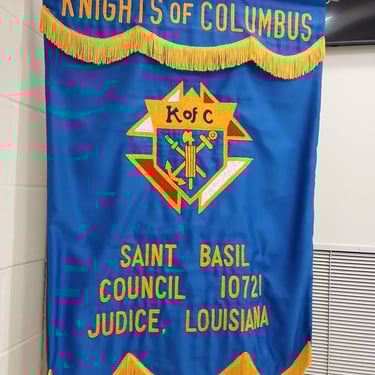 KNIGHTS OF COLUMBUS
K of C
SAINT BASIL
COUNCIL 10721
JUDICE, LOUISIANA